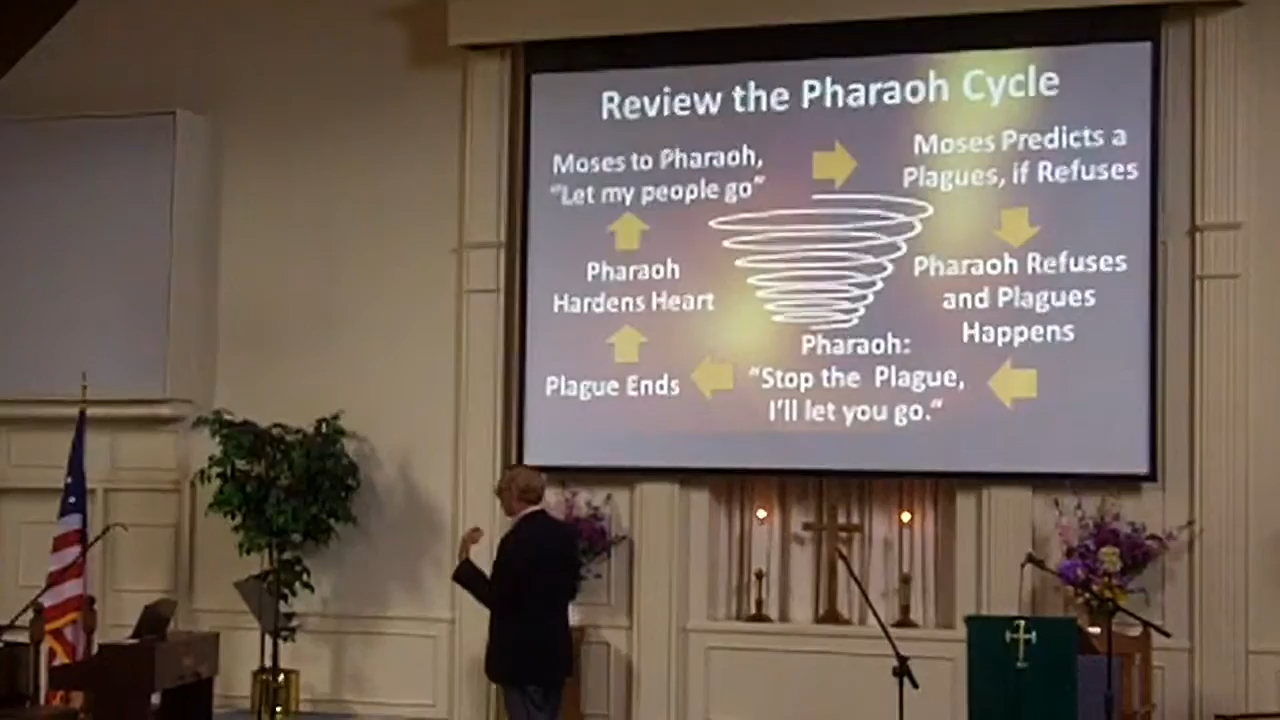 Review the Pharaoh Cycle
Moses to Pharaoh,
"Let my people go"
Moses Predicts a
Plagues, if Refuses
Pharaoh Refuses
and Plagues
Happens
Pharaoh:
"Stop the Plague,
I'll let you go."
Plague Ends
Pharaoh
Hardens Heart